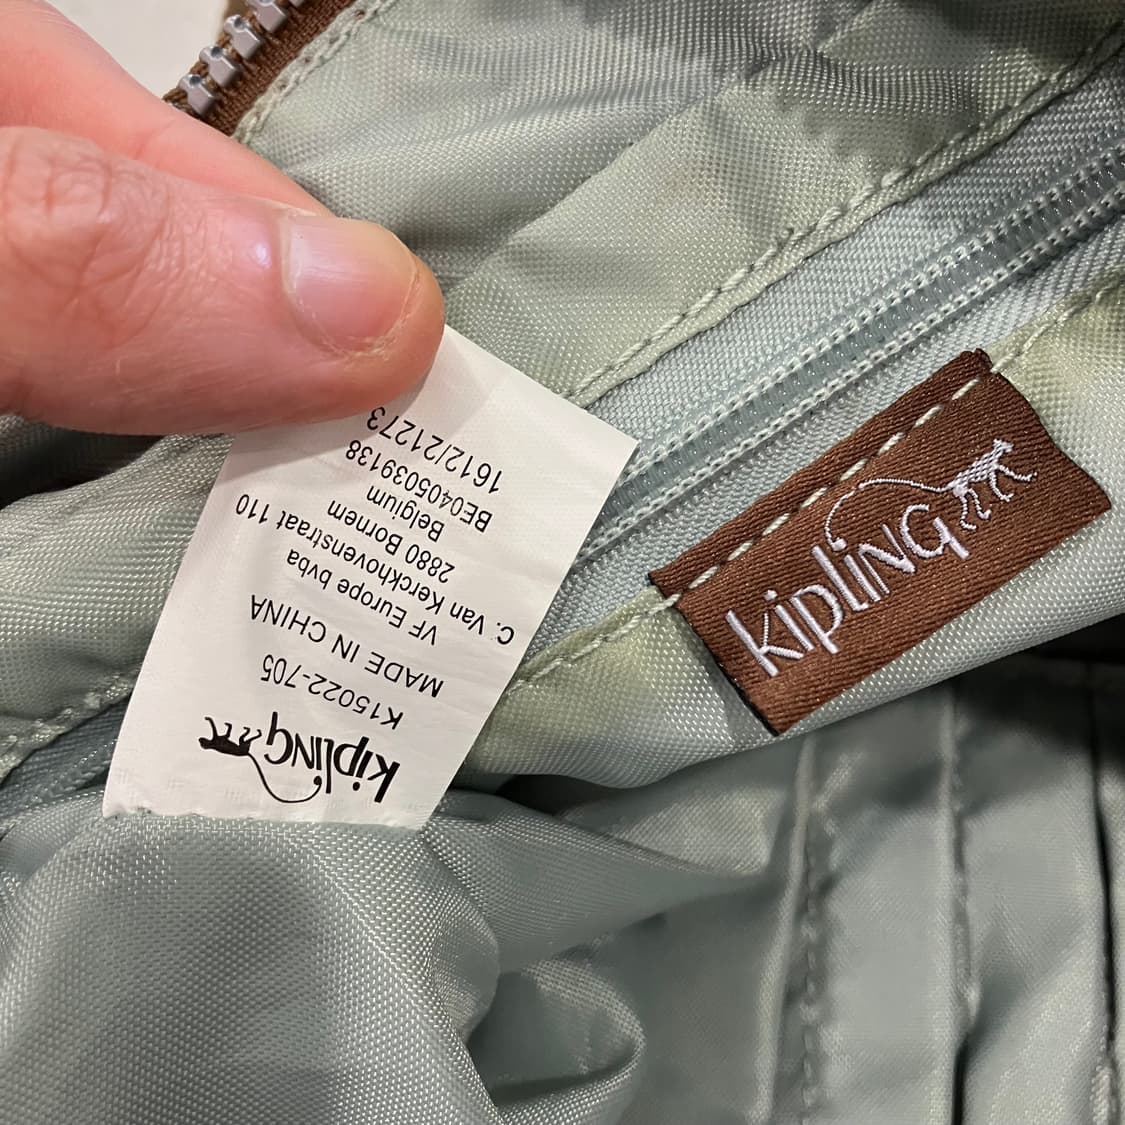 kipling
K15022-705
MADE IN CHINA
VF Europe bvba
C. Van Kerckhovenstraat 110
2880 Bornem
Belgium
BE0405039138
1612/21273
kipling